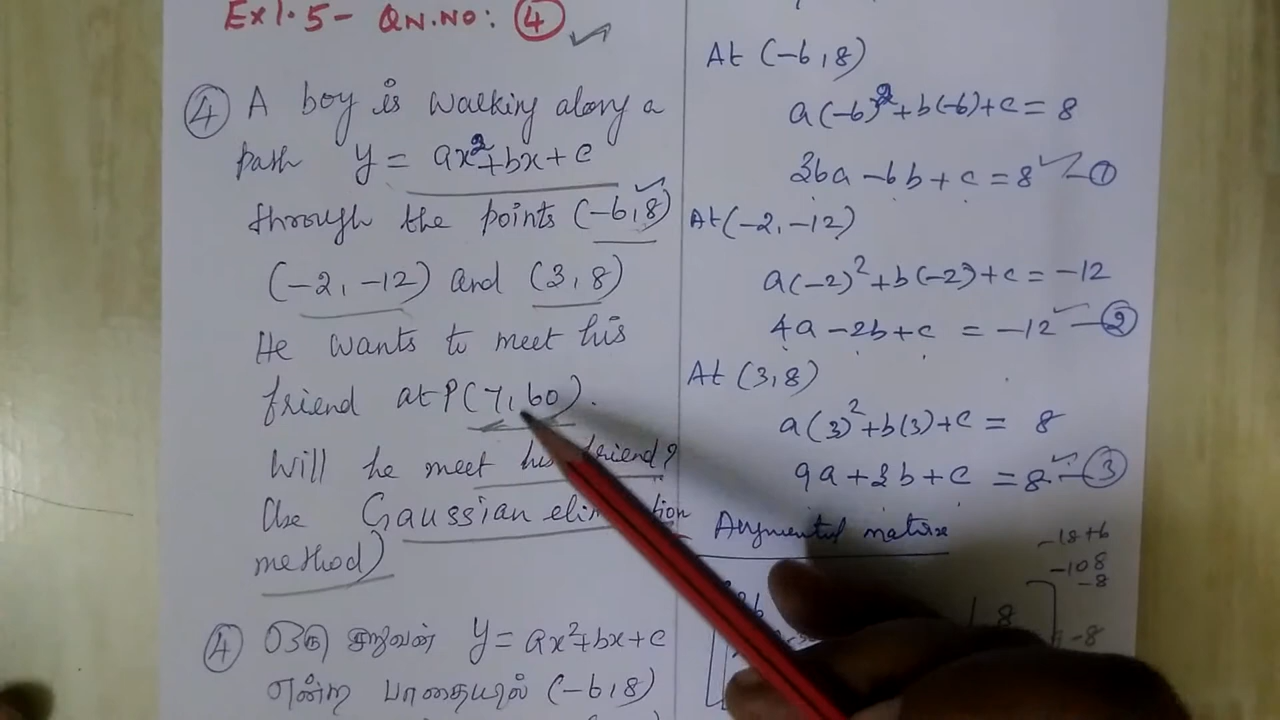 Ex 1.5 - QN.NO: 4
4 A boy is walking along a
path y = ax²+bx+c
through the points (-6,8)
(-2,-12) and (3,8)
He wants to meet his
friend at P(7,60).
Will he meet his friend?
Use Gaussian elimination
method)
4 ஒரு சிறுவன் y = ax²+bx+c
என்ற பாதையில் (-6,8)
At (-6,8)
a(-6)²+b(-6)+c = 8
36a -6b+c = 8 - 1
At (-2,-12)
a(-2)²+b(-2)+c = -12
4a -2b+c = -12 - 2
At (3,8)
a(3)²+b(3)+c = 8
9a+3b+c = 8 - 3
Augmented matrix
-18+6
-108
-8
8
-8